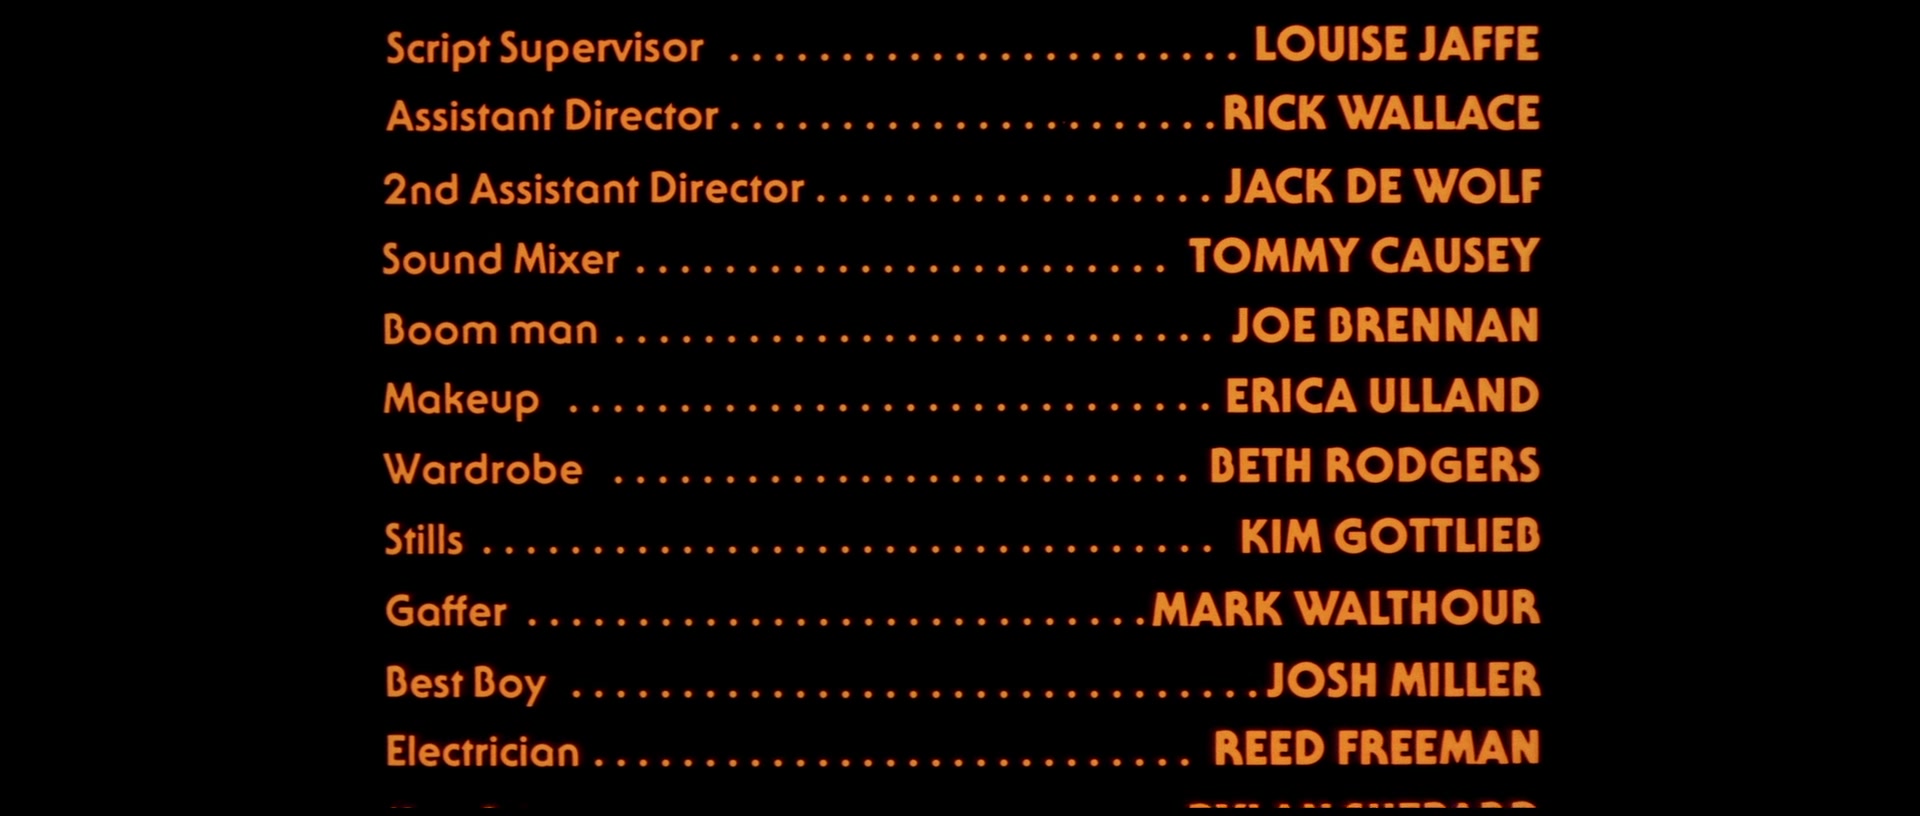 Script Supervisor ....................... LOUISE JAFFE
Assistant Director ...................... RICK WALLACE
2nd Assistant Director .................. JACK DE WOLF
Sound Mixer ........................ TOMMY CAUSEY
Boom man ........................... JOE BRENNAN
Makeup ............................. ERICA ULLAND
Wardrobe .......................... BETH RODGERS
Stills ................................. KIM GOTTLIEB
Gaffer ............................ MARK WALTHOUR
Best Boy ............................... JOSH MILLER
Electrician ........................... REED FREEMAN